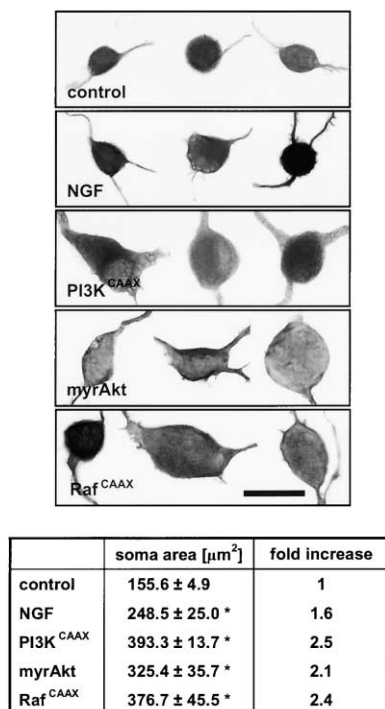 control
NGF
PI3K^CAAX
myrAkt
Raf^CAAX
soma area [µm²] fold increase
control 155.6 ± 4.9 1
NGF 248.5 ± 25.0 * 1.6
PI3K^CAAX 393.3 ± 13.7 * 2.5
myrAkt 325.4 ± 35.7 * 2.1
Raf^CAAX 376.7 ± 45.5 * 2.4